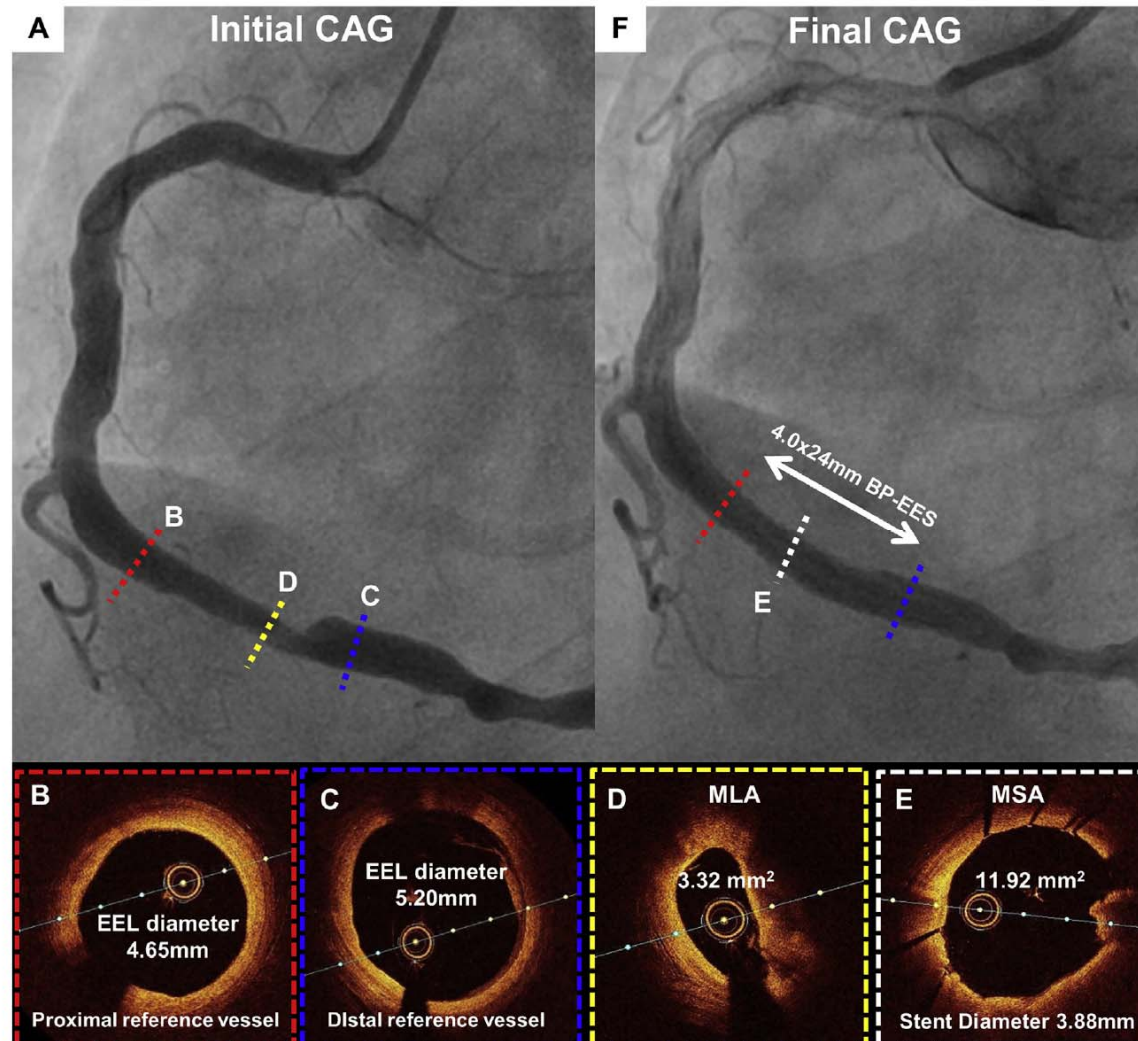 A
Initial CAG
B
D
C
F
Final CAG
4.0x24mm BP-EES
E
B
EEL diameter
4.65mm
Proximal reference vessel
C
EEL diameter
5.20mm
DIstal reference vessel
D
MLA
3.32 mm²
E
MSA
11.92 mm²
Stent Diameter 3.88mm